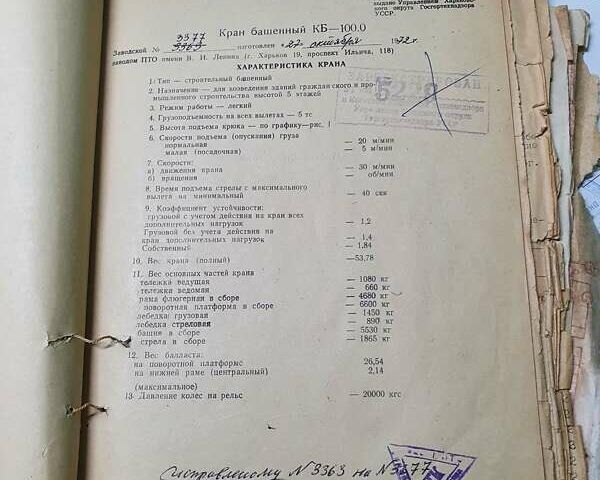 выдано Управлением Харьков-
ского округа Госгортехнадзора
УССР
Кран башенный КБ—100.0
3377
Заводской № 3363 изготовлен «27» октября 1972 г.
заводом ПТО имени В. И. Ленина (г. Харьков 19, проспект Ильича, 118)
ХАРАКТЕРИСТИКА КРАНА
1. Тип — строительный башенный
2. Назначение — для возведения зданий гражданского и про-
мышленного строительства высотой 5 этажей
3. Режим работы — легкий
4. Грузоподъемность на всех вылетах — 5 тс
5. Высота подъема крюка — по графику—рис. 1
6. Скорости подъема (опускания) груза
нормальная — 20 м/мин
малая (посадочная) — 5 м/мин
7. Скорости:
а) движения крана — 30 м/мин
б) вращения — об/мин
8. Время подъема стрелы с максимального
вылета на минимальный — 40 сек
9. Коэффициент устойчивости:
грузовой с учетом действия на кран всех
дополнительных нагрузок — 1,2
Грузовой без учета действия на
кран дополнительных нагрузок — 1,4
Собственный — 1,84
10. Вес крана (полный) —53,78
11. Вес основных частей крана
тележка ведущая — 1080 кг
тележка ведомая — 660 кг
рама флюгерная в сборе — 4680 кг
поворотная платформа в сборе — 6600 кг
лебедка: грузовая — 1450 кг
лебедка стреловая — 890 кг
башня в сборе — 5530 кг
стрела в сборе — 1865 кг
12. Вес балласта:
на поворотной платформе 26,54
на нижней раме (центральный) 2,14
(максимальное)
13 Давление колес на рельс — 20000 кгс
529
Исправленному N 3363 на N 3377